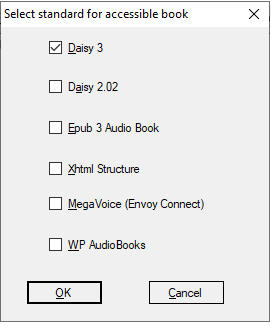 Select standard for accessible book
Daisy 3
Daisy 2.02
Epub 3 Audio Book
Xhtml Structure
MegaVoice (Envoy Connect)
WP AudioBooks
OK
Cancel